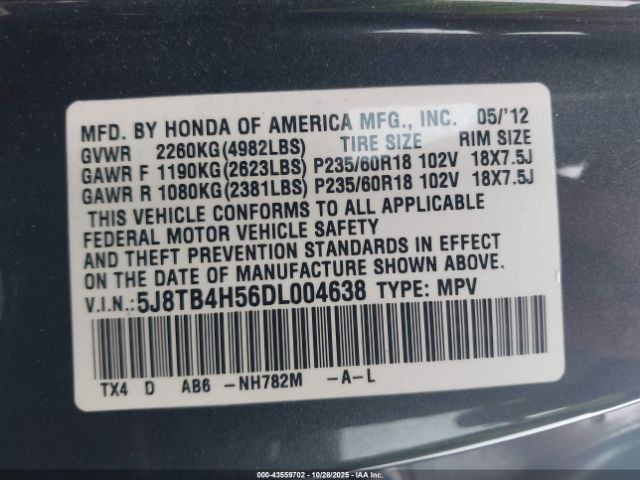 MFD. BY HONDA OF AMERICA MFG., INC. 05/'12
GVWR 2260KG(4982LBS) TIRE SIZE RIM SIZE
GAWR F 1190KG(2623LBS) P235/60R18 102V 18X7.5J
GAWR R 1080KG(2381LBS) P235/60R18 102V 18X7.5J
THIS VEHICLE CONFORMS TO ALL APPLICABLE
FEDERAL MOTOR VEHICLE SAFETY
AND THEFT PREVENTION STANDARDS IN EFFECT
ON THE DATE OF MANUFACTURE SHOWN ABOVE.
V.I.N.:5J8TB4H56DL004638 TYPE: MPV
TX4 D AB6 -NH782M -A-L
000-43559702 | 10/28/2025 | IAAI.com